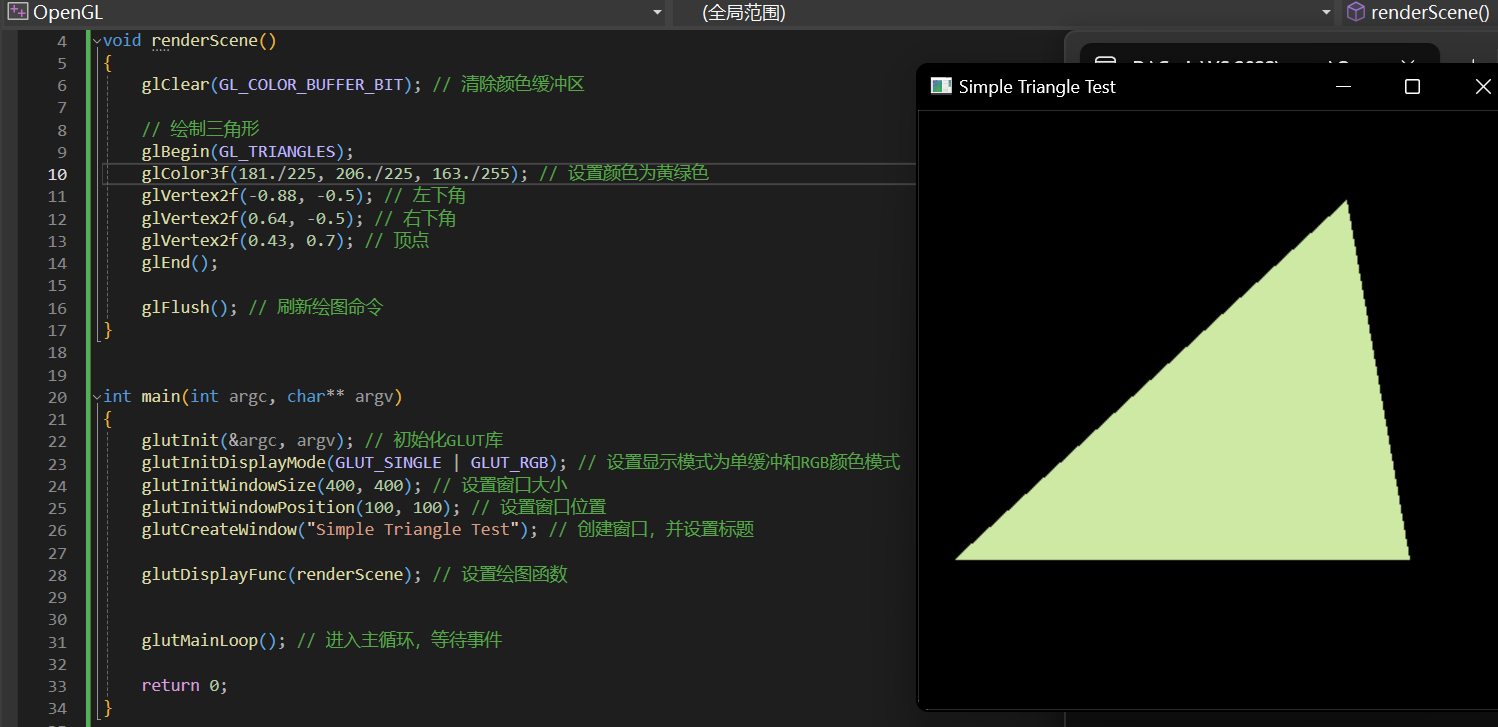 OpenGL
(全局范围)
renderScene()
4 void renderScene()
5 {
6 glClear(GL_COLOR_BUFFER_BIT); // 清除颜色缓冲区
7
8 // 绘制三角形
9 glBegin(GL_TRIANGLES);
10 glColor3f(181./225, 206./225, 163./255); // 设置颜色为黄绿色
11 glVertex2f(-0.88, -0.5); // 左下角
12 glVertex2f(0.64, -0.5); // 右下角
13 glVertex2f(0.43, 0.7); // 顶点
14 glEnd();
15
16 glFlush(); // 刷新绘图命令
17 }
18
19
20 int main(int argc, char** argv)
21 {
22 glutInit(&argc, argv); // 初始化GLUT库
23 glutInitDisplayMode(GLUT_SINGLE | GLUT_RGB); // 设置显示模式为单缓冲和RGB颜色模式
24 glutInitWindowSize(400, 400); // 设置窗口大小
25 glutInitWindowPosition(100, 100); // 设置窗口位置
26 glutCreateWindow("Simple Triangle Test"); // 创建窗口，并设置标题
27
28 glutDisplayFunc(renderScene); // 设置绘图函数
29
30
31 glutMainLoop(); // 进入主循环，等待事件
32
33 return 0;
34 }
Simple Triangle Test